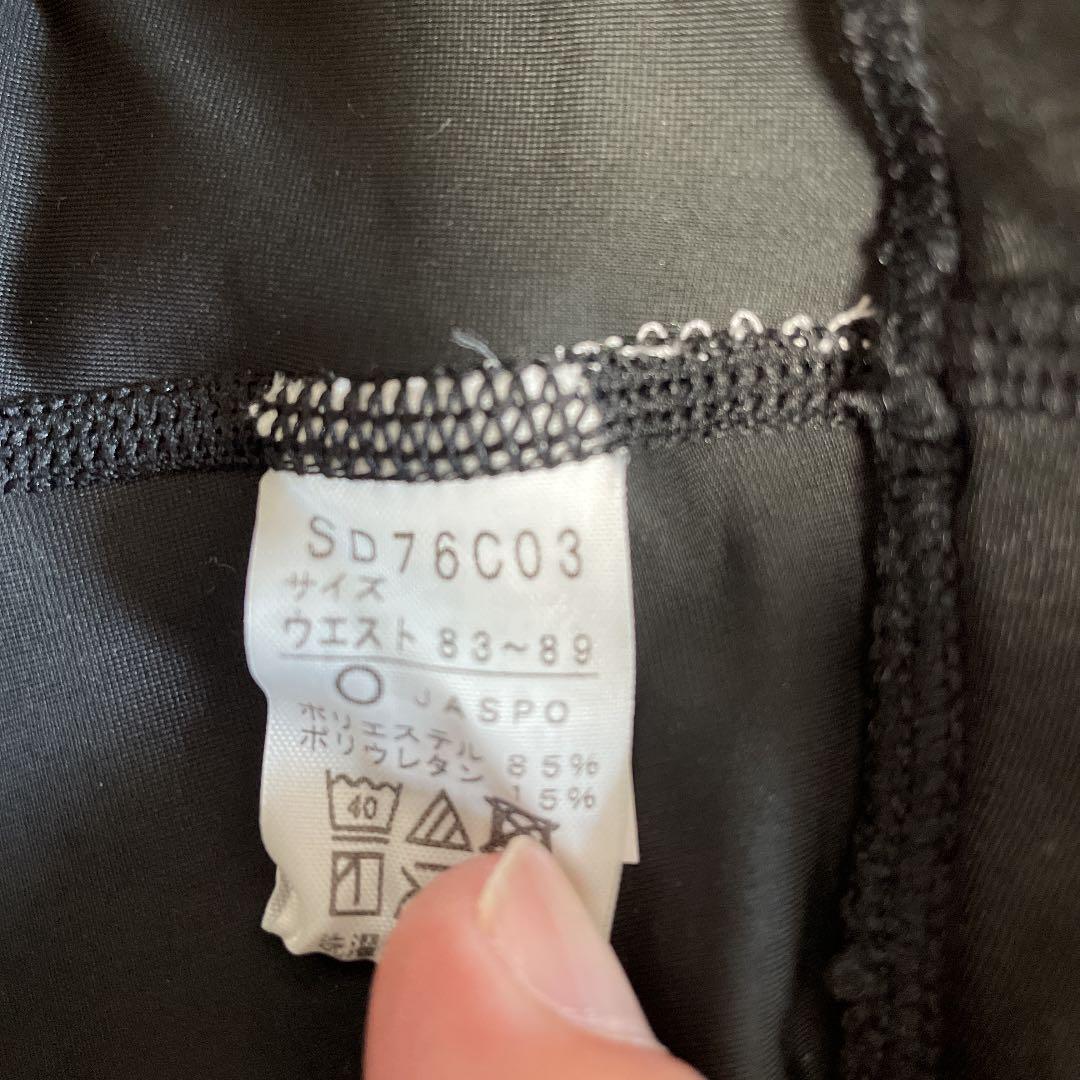 SD76C03
サイズ
ウエスト 83~89
O JASPO
ポリエステル 85%
ポリウレタン 15%
40